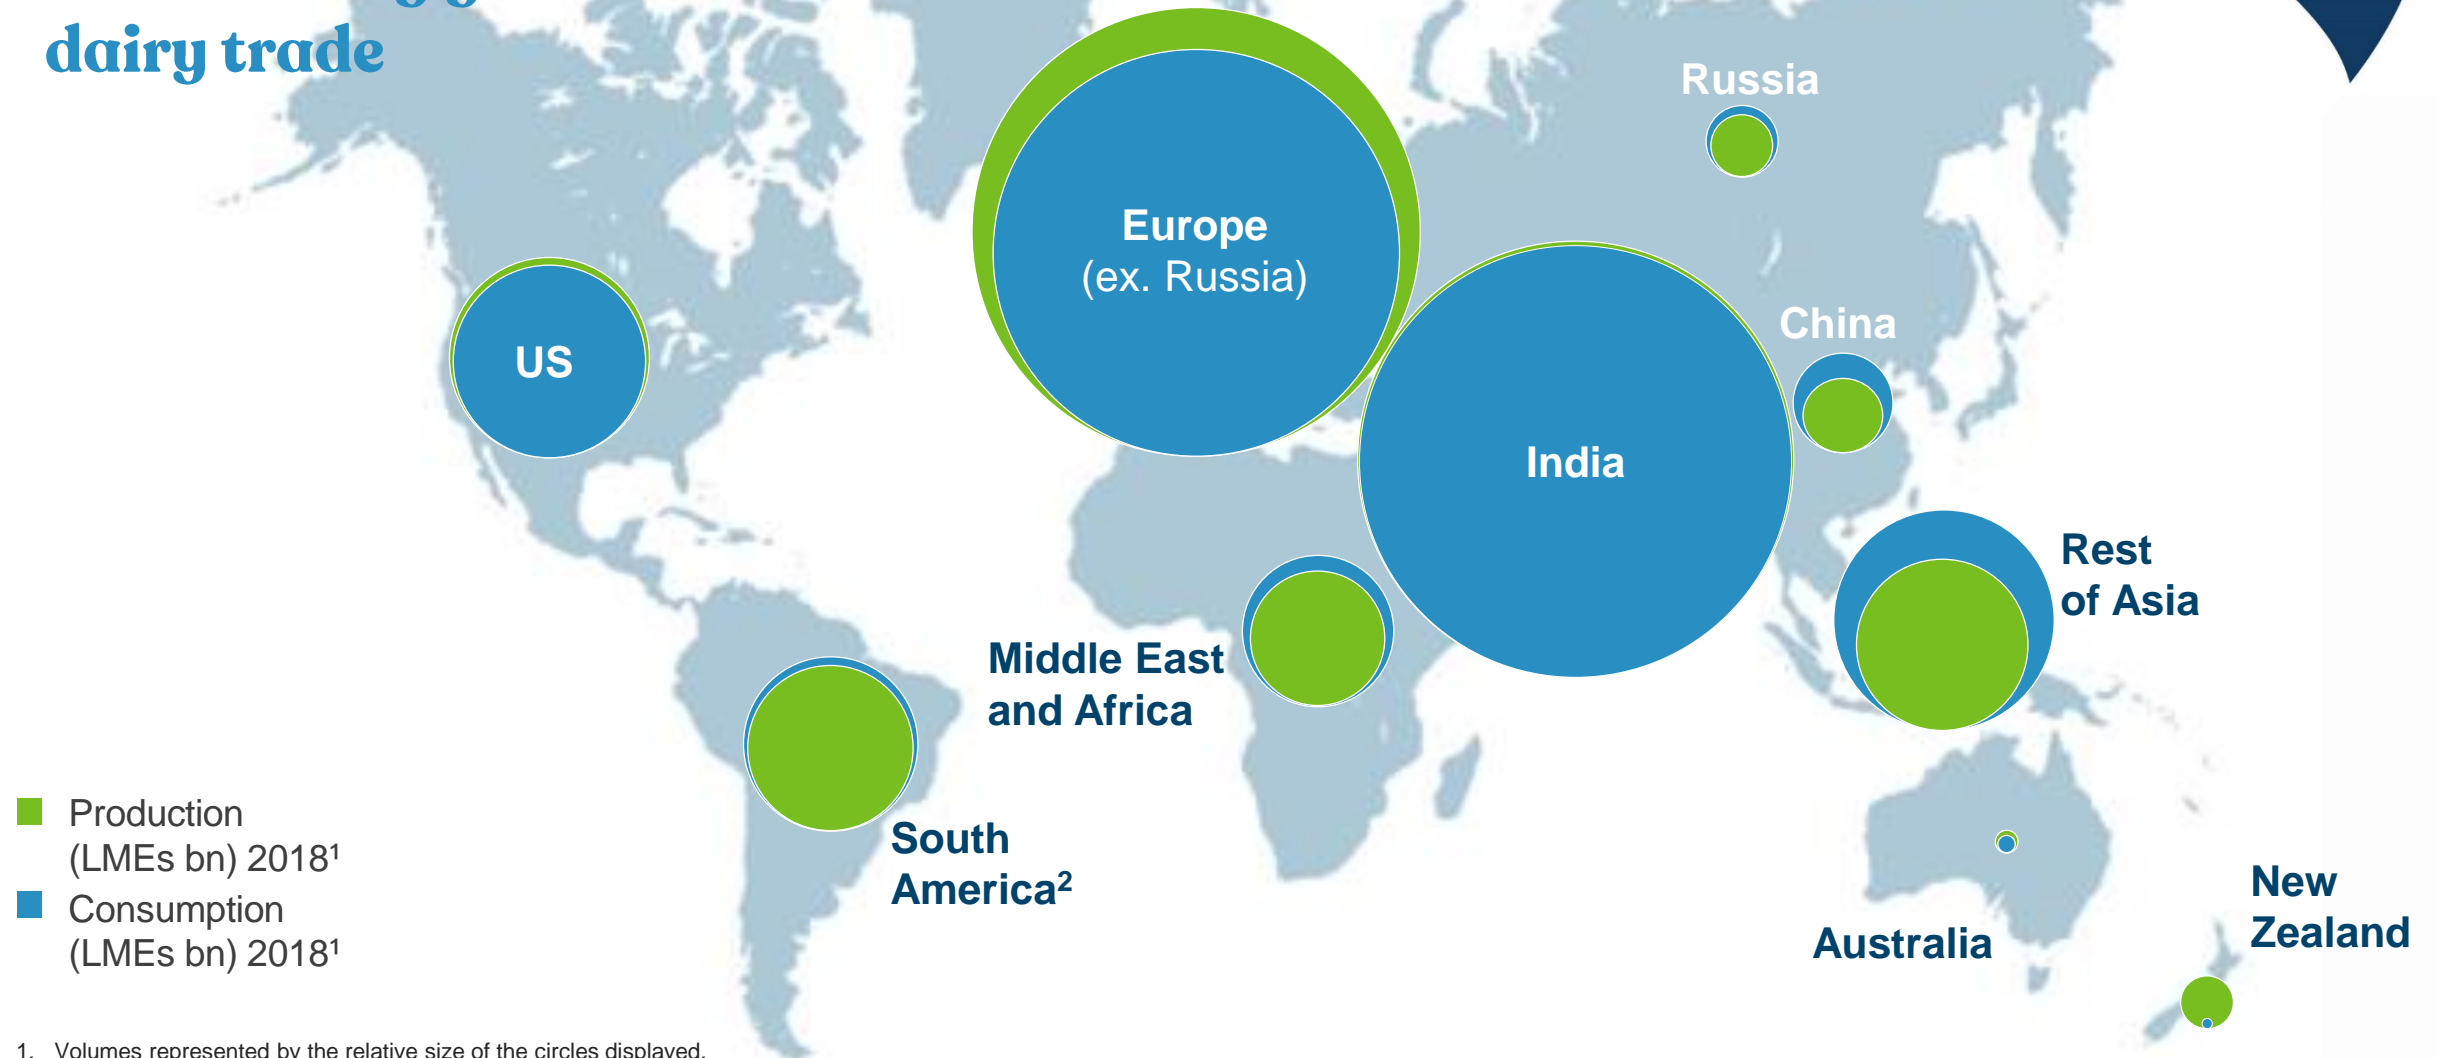 dairy trade
Russia
Europe
(ex. Russia)
China
US
India
Rest
of Asia
Middle East
and Africa
South
America²
Australia
New
Zealand
Production
(LMEs bn) 2018¹
Consumption
(LMEs bn) 2018¹
1. Volumes represented by the relative size of the circles displayed.